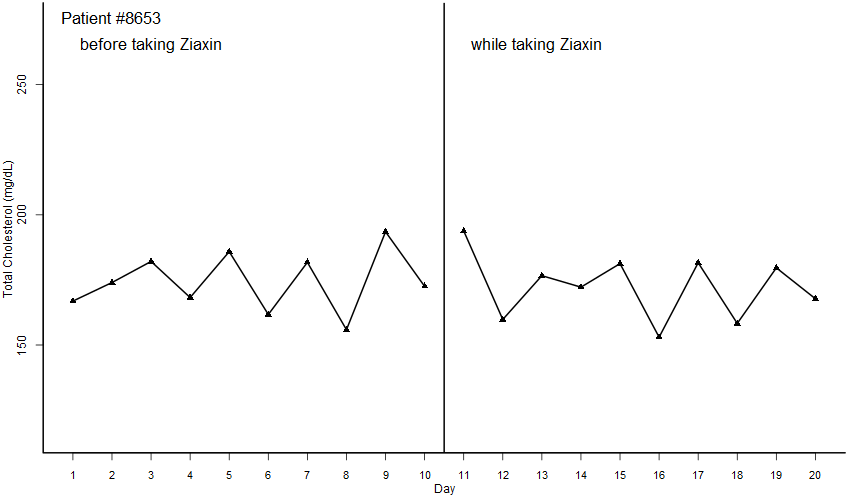 Patient #8653
before taking Ziaxin
while taking Ziaxin
Total Cholesterol (mg/dL)
250
200
150
1 2 3 4 5 6 7 8 9 10 11 12 13 14 15 16 17 18 19 20
Day